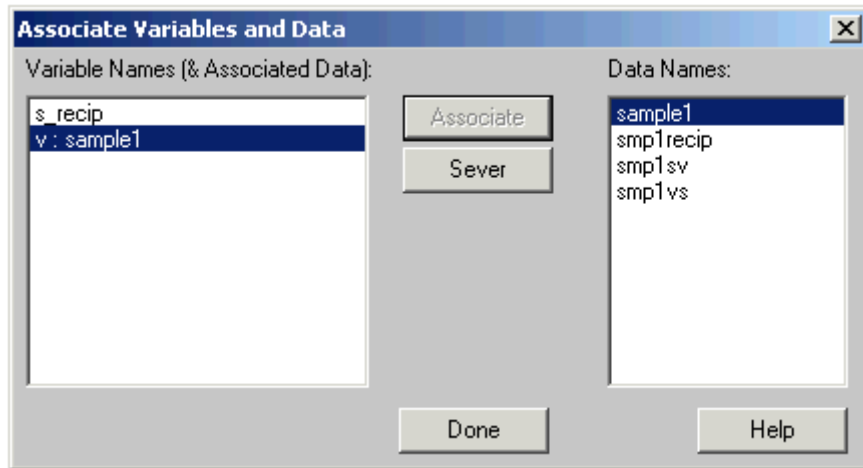 Associate Variables and Data
Variable Names (& Associated Data):
s_recip
v : sample1
Associate
Sever
Data Names:
sample1
smp1recip
smp1sv
smp1vs
Done
Help